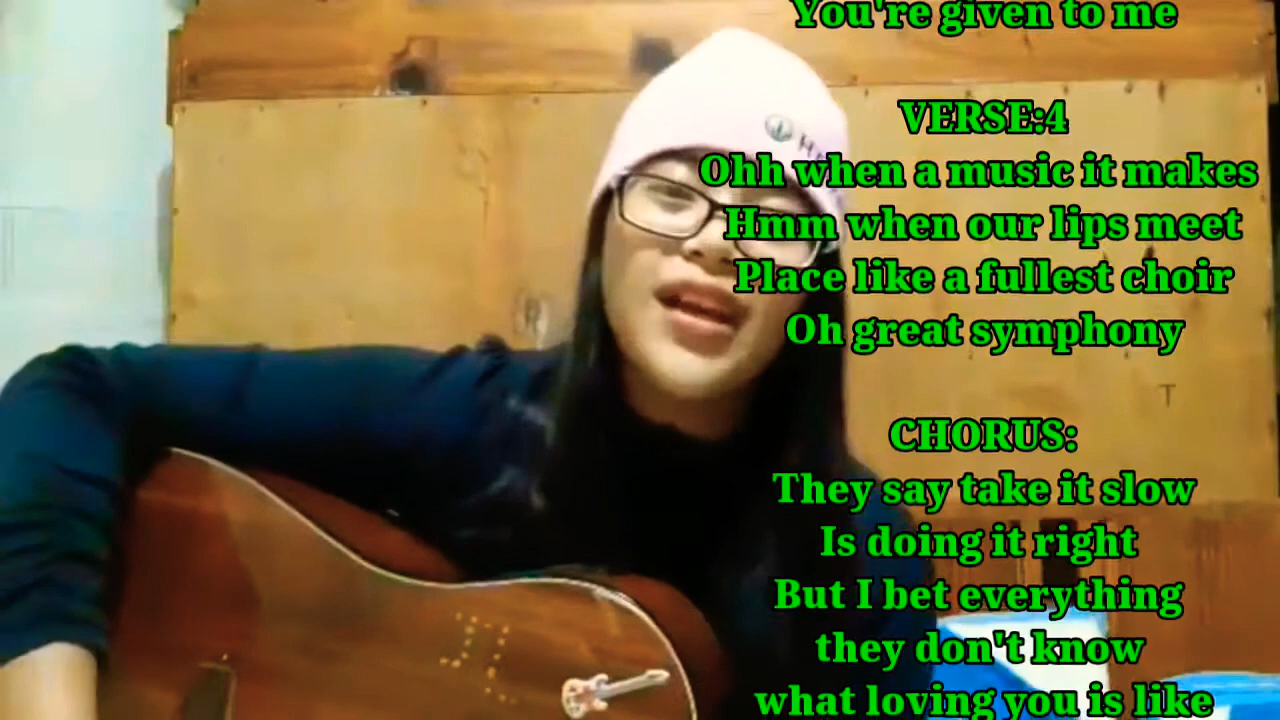 You're given to me
VERSE:4
Ohh when a music it makes
Hmm when our lips meet
Place like a fullest choir
Oh great symphony
CHORUS:
They say take it slow
Is doing it right
But I bet everything
they don't know
what loving you is like
T